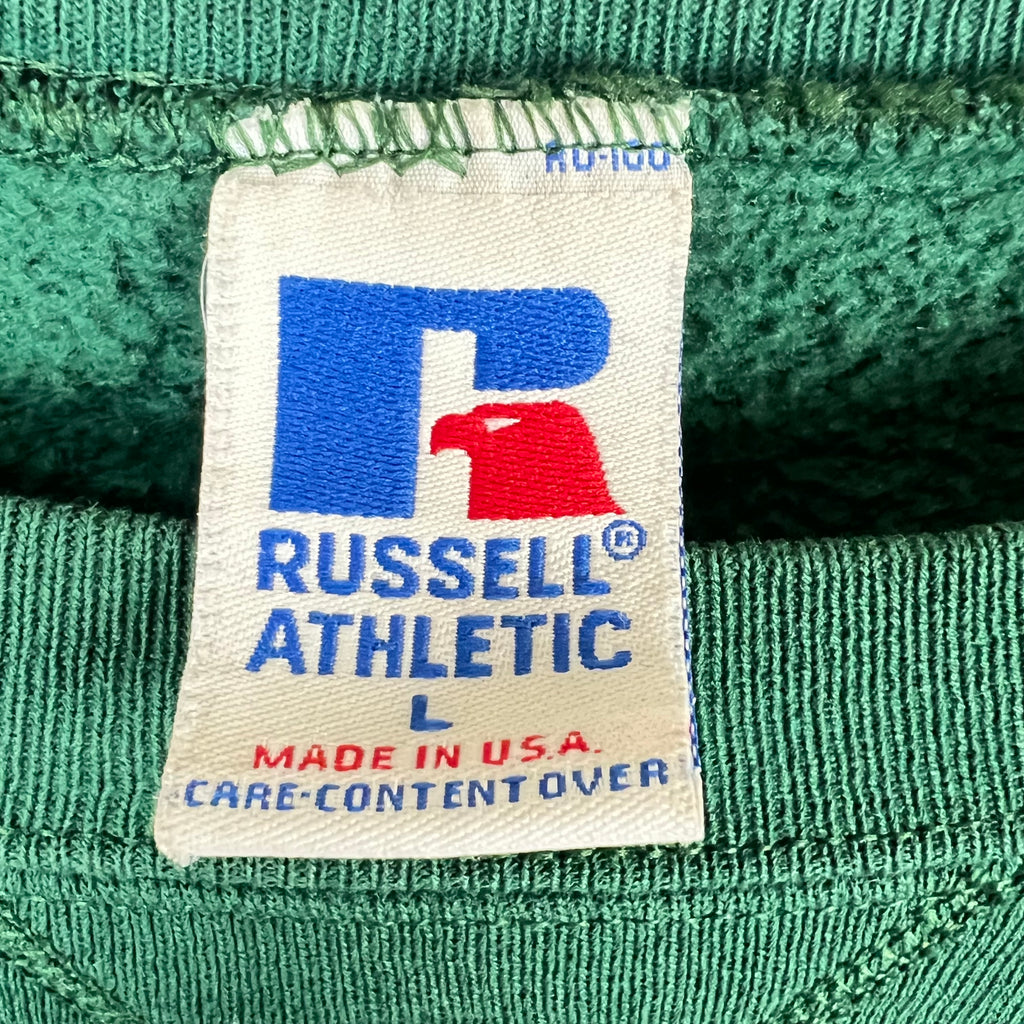 RUSSELL®
ATHLETIC
L
MADE IN U.S.A.
CARE-CONTENT OVER